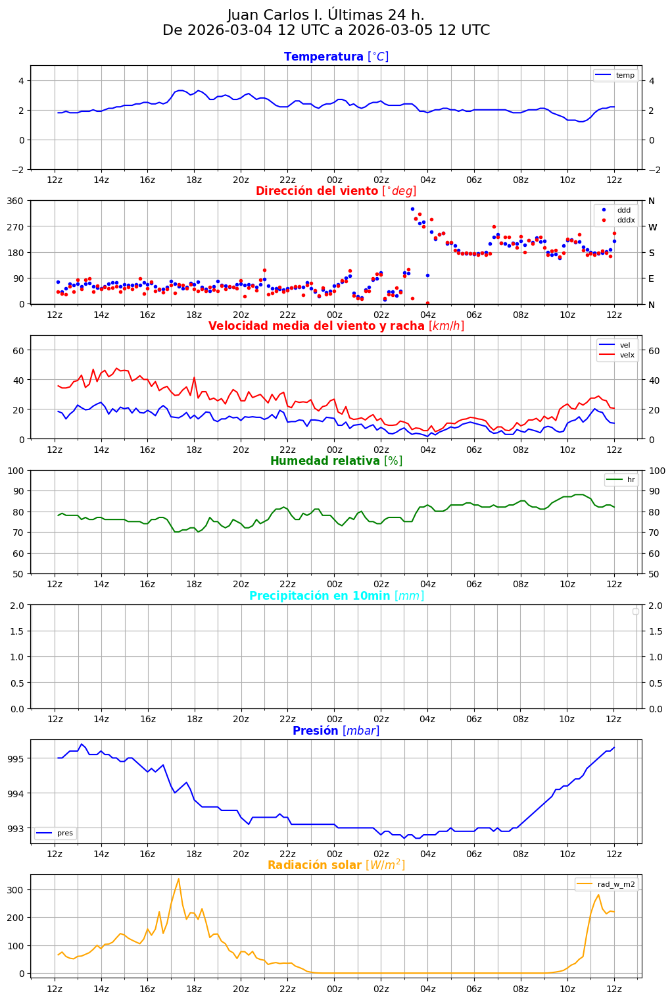 Juan Carlos I. Últimas 24 h.
De 2026-03-04 12 UTC a 2026-03-05 12 UTC
Temperatura [°C]
4
2
0
−2
temp
4
2
0
−2
12z 14z 16z 18z 20z 22z 00z 02z 04z 06z 08z 10z 12z
Dirección del viento [°deg]
360
270
180
90
0
ddd
dddx
N
W
S
E
N
12z 14z 16z 18z 20z 22z 00z 02z 04z 06z 08z 10z 12z
Velocidad media del viento y racha [km/h]
60
40
20
0
vel
velx
60
40
20
0
12z 14z 16z 18z 20z 22z 00z 02z 04z 06z 08z 10z 12z
Humedad relativa [%]
100
90
80
70
60
50
hr
100
90
80
70
60
50
12z 14z 16z 18z 20z 22z 00z 02z 04z 06z 08z 10z 12z
Precipitación en 10min [mm]
2.0
1.5
1.0
0.5
0.0
2.0
1.5
1.0
0.5
0.0
12z 14z 16z 18z 20z 22z 00z 02z 04z 06z 08z 10z 12z
Presión [mbar]
995
994
993
pres
12z 14z 16z 18z 20z 22z 00z 02z 04z 06z 08z 10z 12z
Radiación solar [W/m²]
300
200
100
0
rad_w_m2
12z 14z 16z 18z 20z 22z 00z 02z 04z 06z 08z 10z 12z